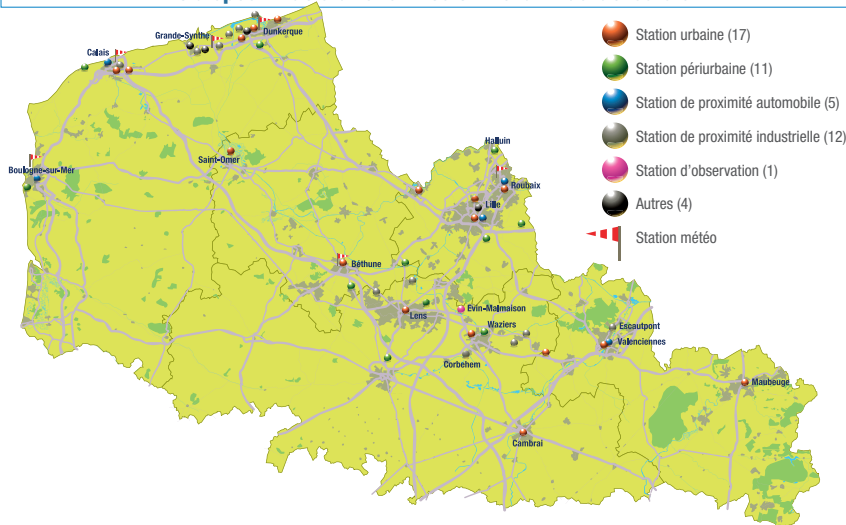 Station urbaine (17)
Station périurbaine (11)
Station de proximité automobile (5)
Station de proximité industrielle (12)
Station d'observation (1)
Autres (4)
Station météo
Grande-Synthe
Dunkerque
Calais
Saint-Omer
Boulogne-sur-Mer
Halluin
Roubaix
Lille
Béthune
Evin-Malmaison
Lens
Waziers
Escautpont
Valenciennes
Corbehem
Maubeuge
Cambrai